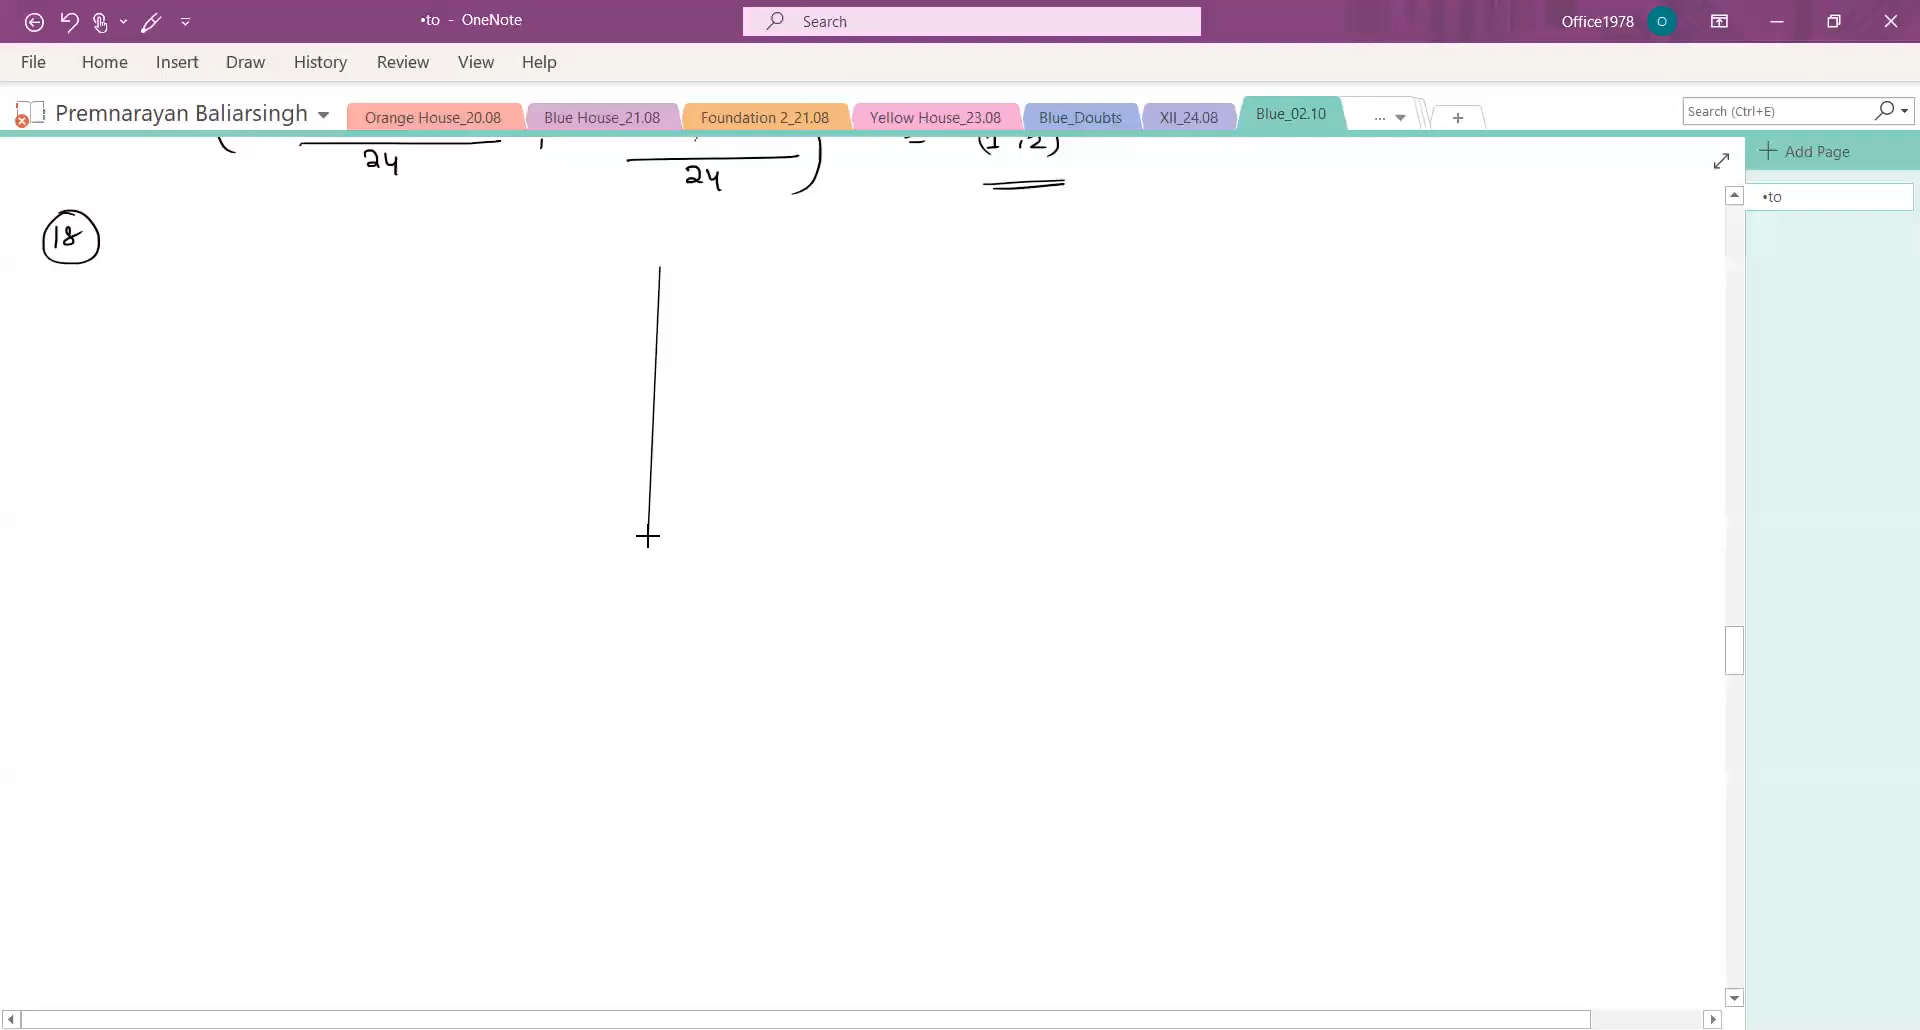 •to - OneNote
Search
Office1978
O
File Home Insert Draw History Review View Help
Premnarayan Baliarsingh
Orange House_20.08
Blue House_21.08
Foundation 2_21.08
Yellow House_23.08
Blue_Doubts
XII_24.08
Blue_02.10
...
Search (Ctrl+E)
Add Page
•to
( 24 , 24 ) = (1, 2)
18